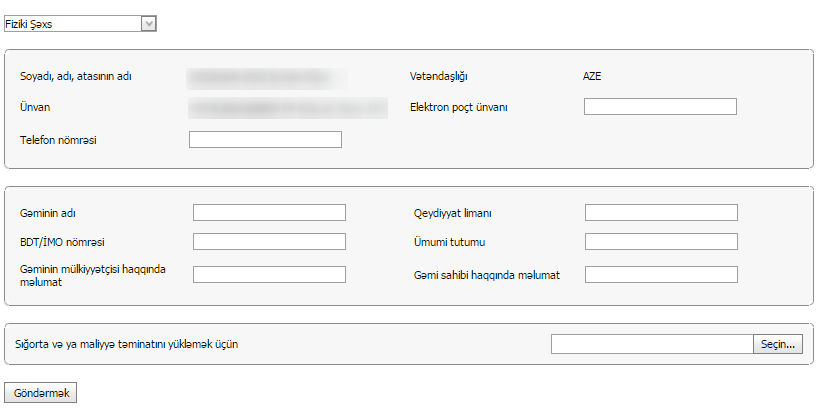 Fiziki Şəxs
Soyadı, adı, atasının adı
Vətəndaşlığı
AZE
Ünvan
Elektron poçt ünvanı
Telefon nömrəsi
Gəminin adı
Qeydiyyat limanı
BDT/İMO nömrəsi
Ümumi tutumu
Gəminin mülkiyyətçisi haqqında
məlumat
Gəmi sahibi haqqında məlumat
Sığorta və ya maliyyə təminatını yükləmək üçün
Seçin...
Göndərmək